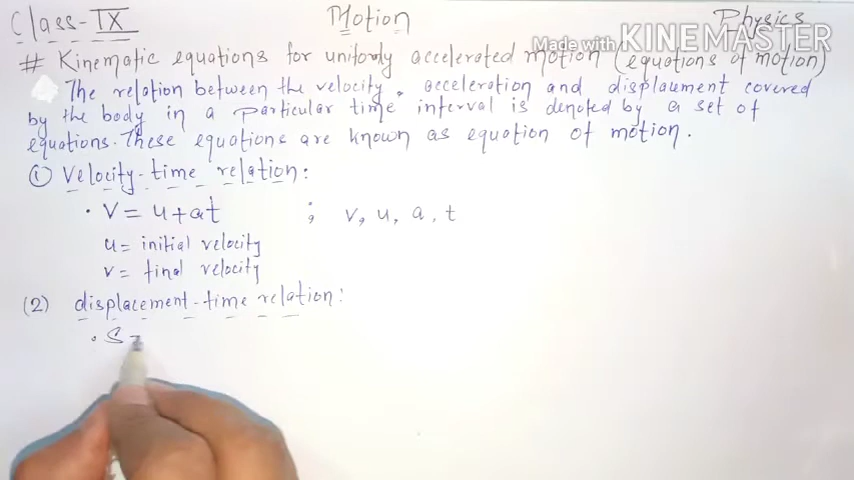 Class-IX Motion Physics
Made with KINEMASTER
# Kinematic equations for uniformly accelerated motion (equations of motion)
The relation between the velocity, acceleration and displaument covered
by the body in a particular time interval is denoted by a set of
equations. These equations are known as equation of motion.
① Velocity-time relation:
· V = u+at ; v, u, a, t
u = initial velocity
v = final velocity
(2) displacement-time relation:
· S =